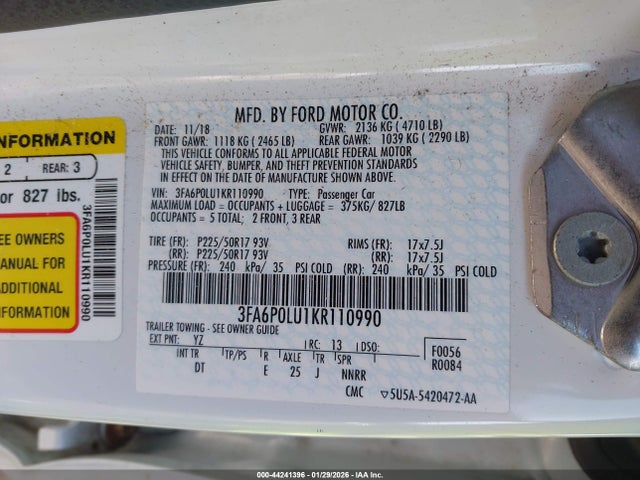 INFORMATION
2 REAR: 3
or 827 lbs.
EE OWNERS
MANUAL FOR
ADDITIONAL
INFORMATION
3FA6P0LU1KR110990
MFD. BY FORD MOTOR CO.
DATE: 11/18 GVWR: 2136 KG ( 4710 LB)
FRONT GAWR: 1118 KG ( 2465 LB) REAR GAWR: 1039 KG ( 2290 LB)
THIS VEHICLE CONFORMS TO ALL APPLICABLE FEDERAL MOTOR
VEHICLE SAFETY, BUMPER, AND THEFT PREVENTION STANDARDS
IN EFFECT ON THE DATE OF MANUFACTURE SHOWN ABOVE.
VIN: 3FA6P0LU1KR110990 TYPE: Passenger Car
MAXIMUM LOAD = OCCUPANTS + LUGGAGE = 375KG/ 827LB
OCCUPANTS = 5 TOTAL; 2 FRONT, 3 REAR
TIRE (FR): P225/50R17 93V RIMS (FR): 17x7.5J
(RR): P225/50R17 93V (RR): 17x7.5J
PRESSURE (FR): 240 kPa/ 35 PSI COLD (RR): 240 kPa/ 35 PSI COLD
3FA6P0LU1KR110990
TRAILER TOWING - SEE OWNER GUIDE
EXT PNT: YZ RC: 13 DSO: F0056
INT TR TP/PS R AXLE TR SPR R0084
DT E 25 J NNRR
CMC 5U5A-5420472-AA
000-44241396 - 01/29/2026 - IAA Inc.